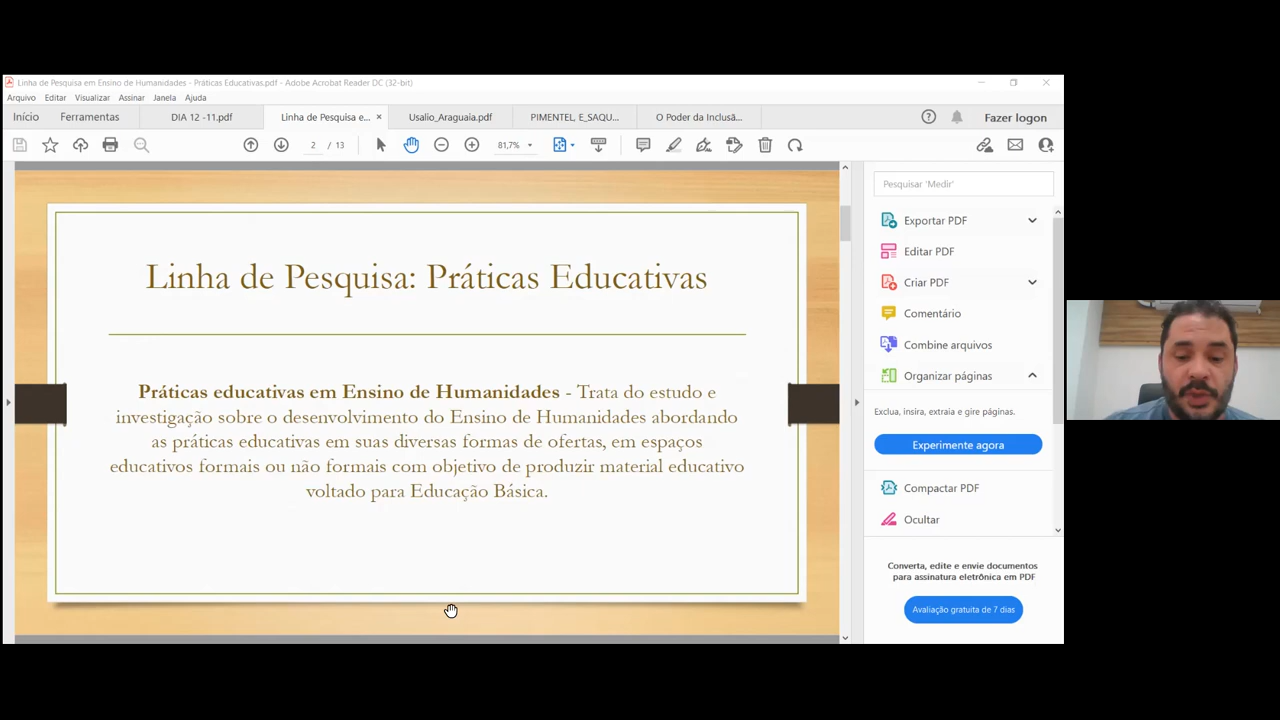 Linha de Pesquisa em Ensino de Humanidades - Práticas Educativas.pdf - Adobe Acrobat Reader DC (32-bit)
Arquivo Editar Visualizar Assinar Janela Ajuda
Início Ferramentas DIA 12 -11.pdf Linha de Pesquisa e... × Usalio_Araguaia.pdf PIMENTEL, E_SAQU... O Poder da Inclusã... Fazer logon
2 / 13 81,7%
Pesquisar 'Medir'
Exportar PDF
Editar PDF
Criar PDF
Comentário
Combine arquivos
Organizar páginas
Exclua, insira, extraia e gire páginas.
Experimente agora
Compactar PDF
Ocultar
Converta, edite e envie documentos
para assinatura eletrônica em PDF
Avaliação gratuita de 7 dias
Linha de Pesquisa: Práticas Educativas
Práticas educativas em Ensino de Humanidades - Trata do estudo e
investigação sobre o desenvolvimento do Ensino de Humanidades abordando
as práticas educativas em suas diversas formas de ofertas, em espaços
educativos formais ou não formais com objetivo de produzir material educativo
voltado para Educação Básica.